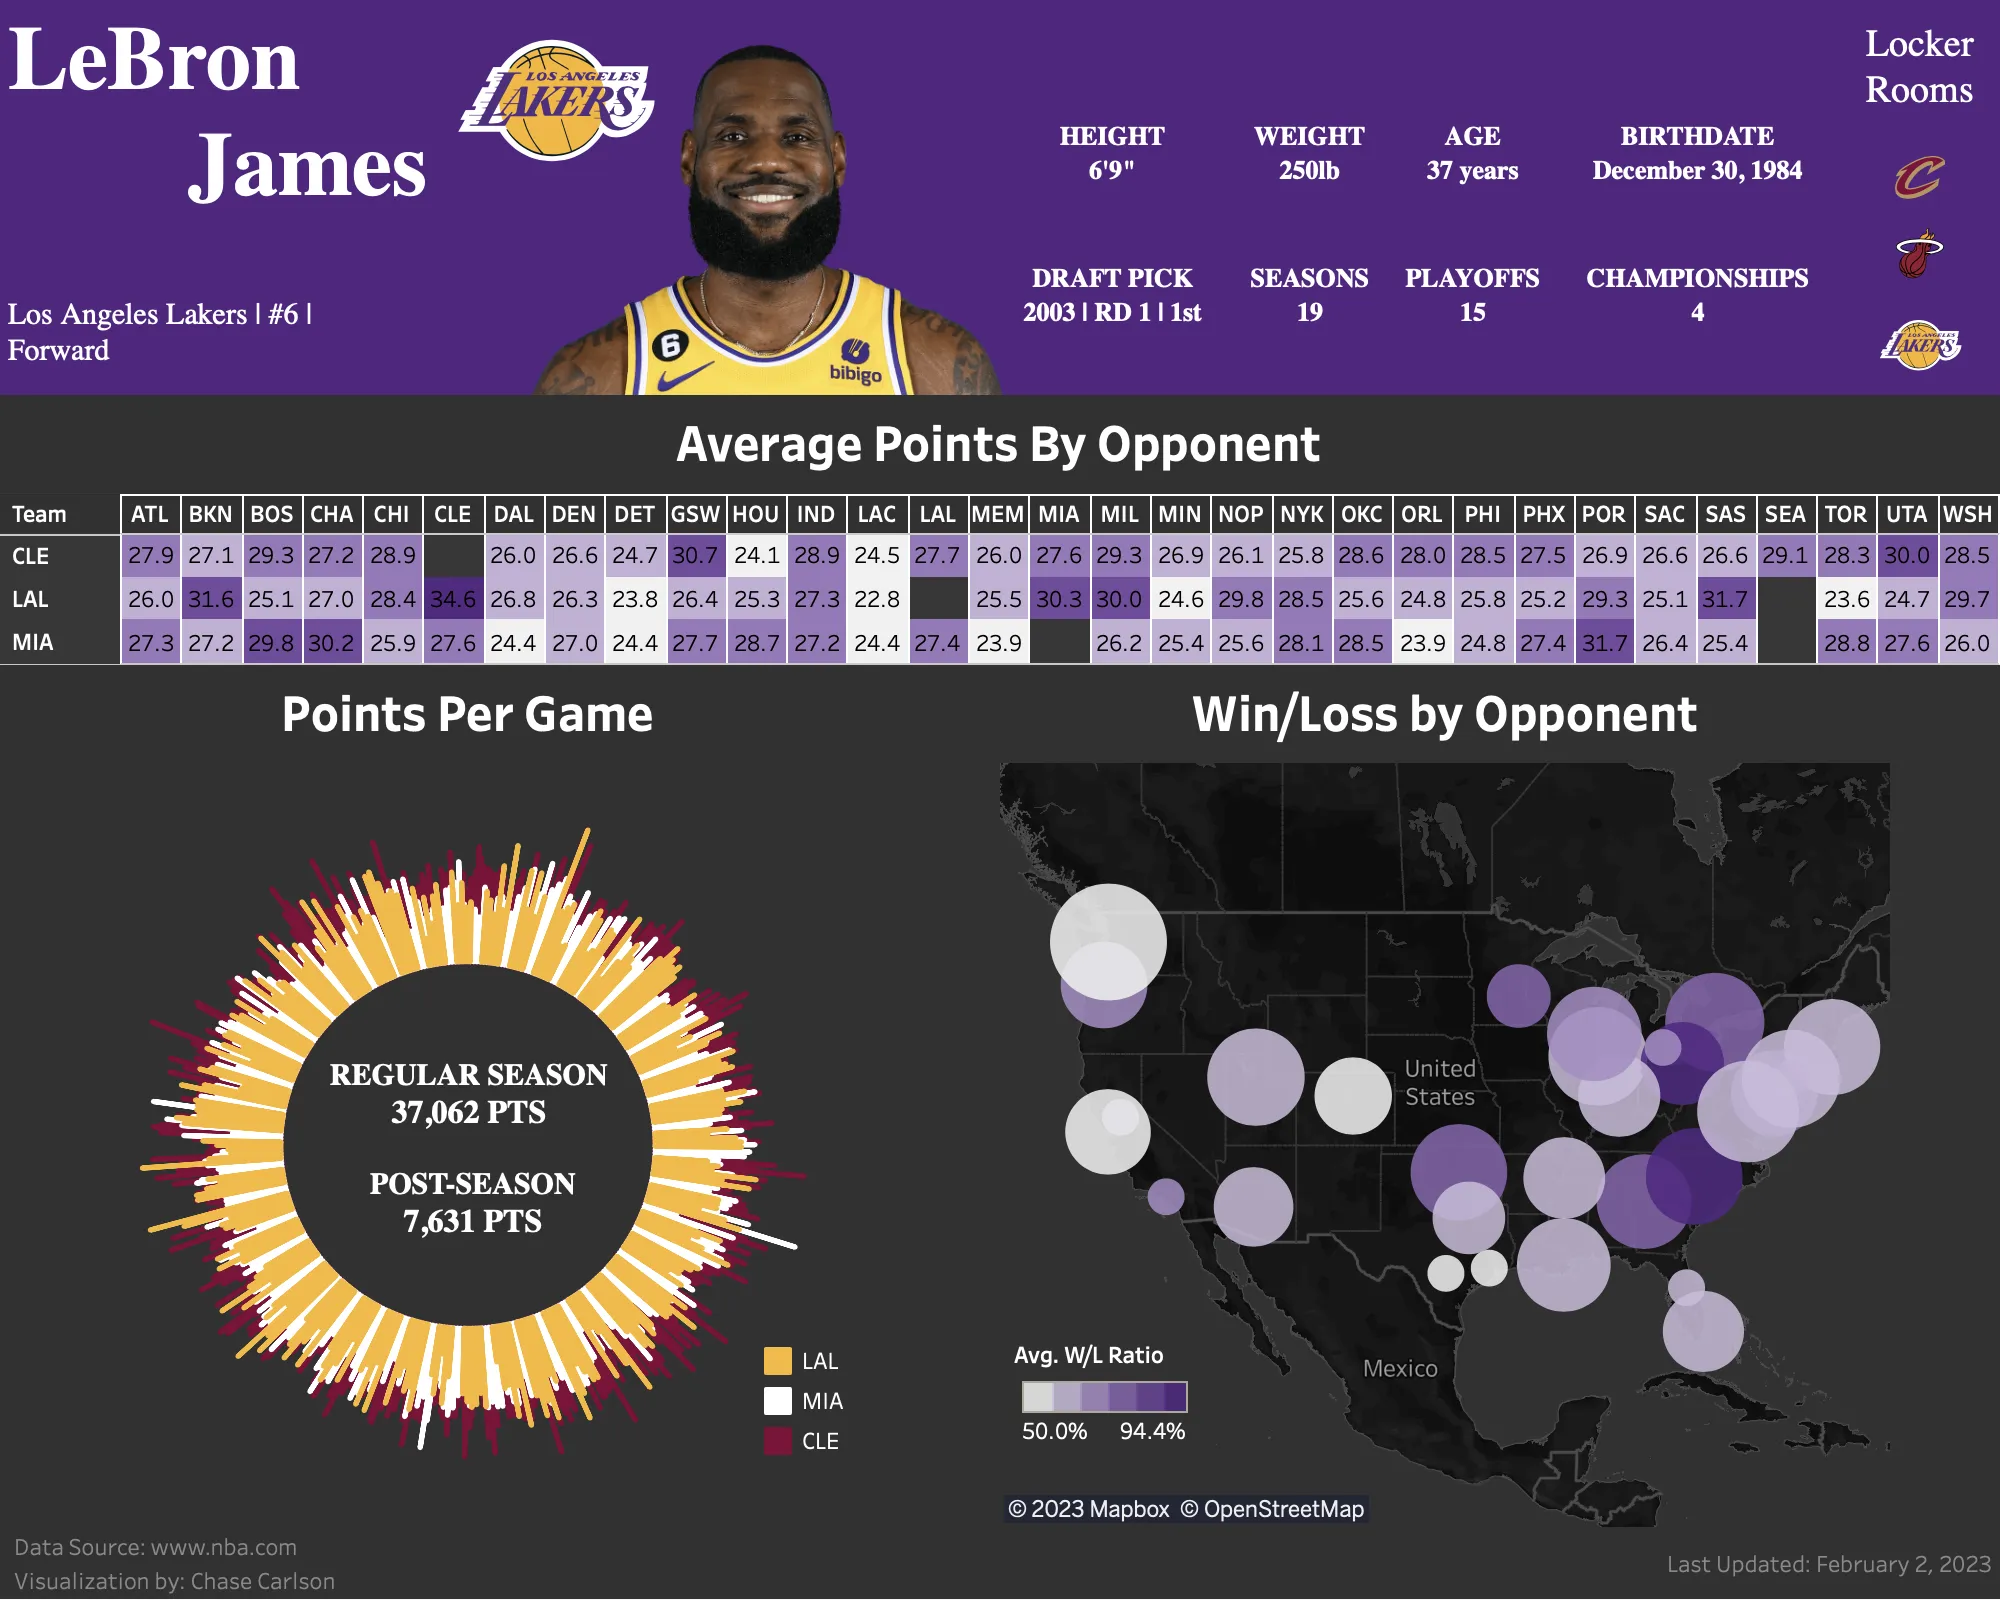 LeBron
James
Los Angeles Lakers | #6 |
Forward
LOS ANGELES
LAKERS
6
bibigo
HEIGHT
6'9"
WEIGHT
250lb
AGE
37 years
BIRTHDATE
December 30, 1984
DRAFT PICK
2003 | RD 1 | 1st
SEASONS
19
PLAYOFFS
15
CHAMPIONSHIPS
4
Locker
Rooms
C
LOS ANGELES
LAKERS
Average Points By Opponent
Team ATL BKN BOS CHA CHI CLE DAL DEN DET GSW HOU IND LAC LAL MEM MIA MIL MIN NOP NYK OKC ORL PHI PHX POR SAC SAS SEA TOR UTA WSH
CLE 27.9 27.1 29.3 27.2 28.9 26.0 26.6 24.7 30.7 24.1 28.9 24.5 27.7 26.0 27.6 29.3 26.9 26.1 25.8 28.6 28.0 28.5 27.5 26.9 26.6 26.6 29.1 28.3 30.0 28.5
LAL 26.0 31.6 25.1 27.0 28.4 34.6 26.8 26.3 23.8 26.4 25.3 27.3 22.8 25.5 30.3 30.0 24.6 29.8 28.5 25.6 24.8 25.8 25.2 29.3 25.1 31.7 23.6 24.7 29.7
MIA 27.3 27.2 29.8 30.2 25.9 27.6 24.4 27.0 24.4 27.7 28.7 27.2 24.4 27.4 23.9 26.2 25.4 25.6 28.1 28.5 23.9 24.8 27.4 31.7 26.4 25.4 28.8 27.6 26.0
Points Per Game
REGULAR SEASON
37,062 PTS
POST-SEASON
7,631 PTS
LAL
MIA
CLE
Win/Loss by Opponent
United
States
Mexico
Avg. W/L Ratio
50.0% 94.4%
© 2023 Mapbox © OpenStreetMap
Data Source: www.nba.com
Visualization by: Chase Carlson
Last Updated: February 2, 2023